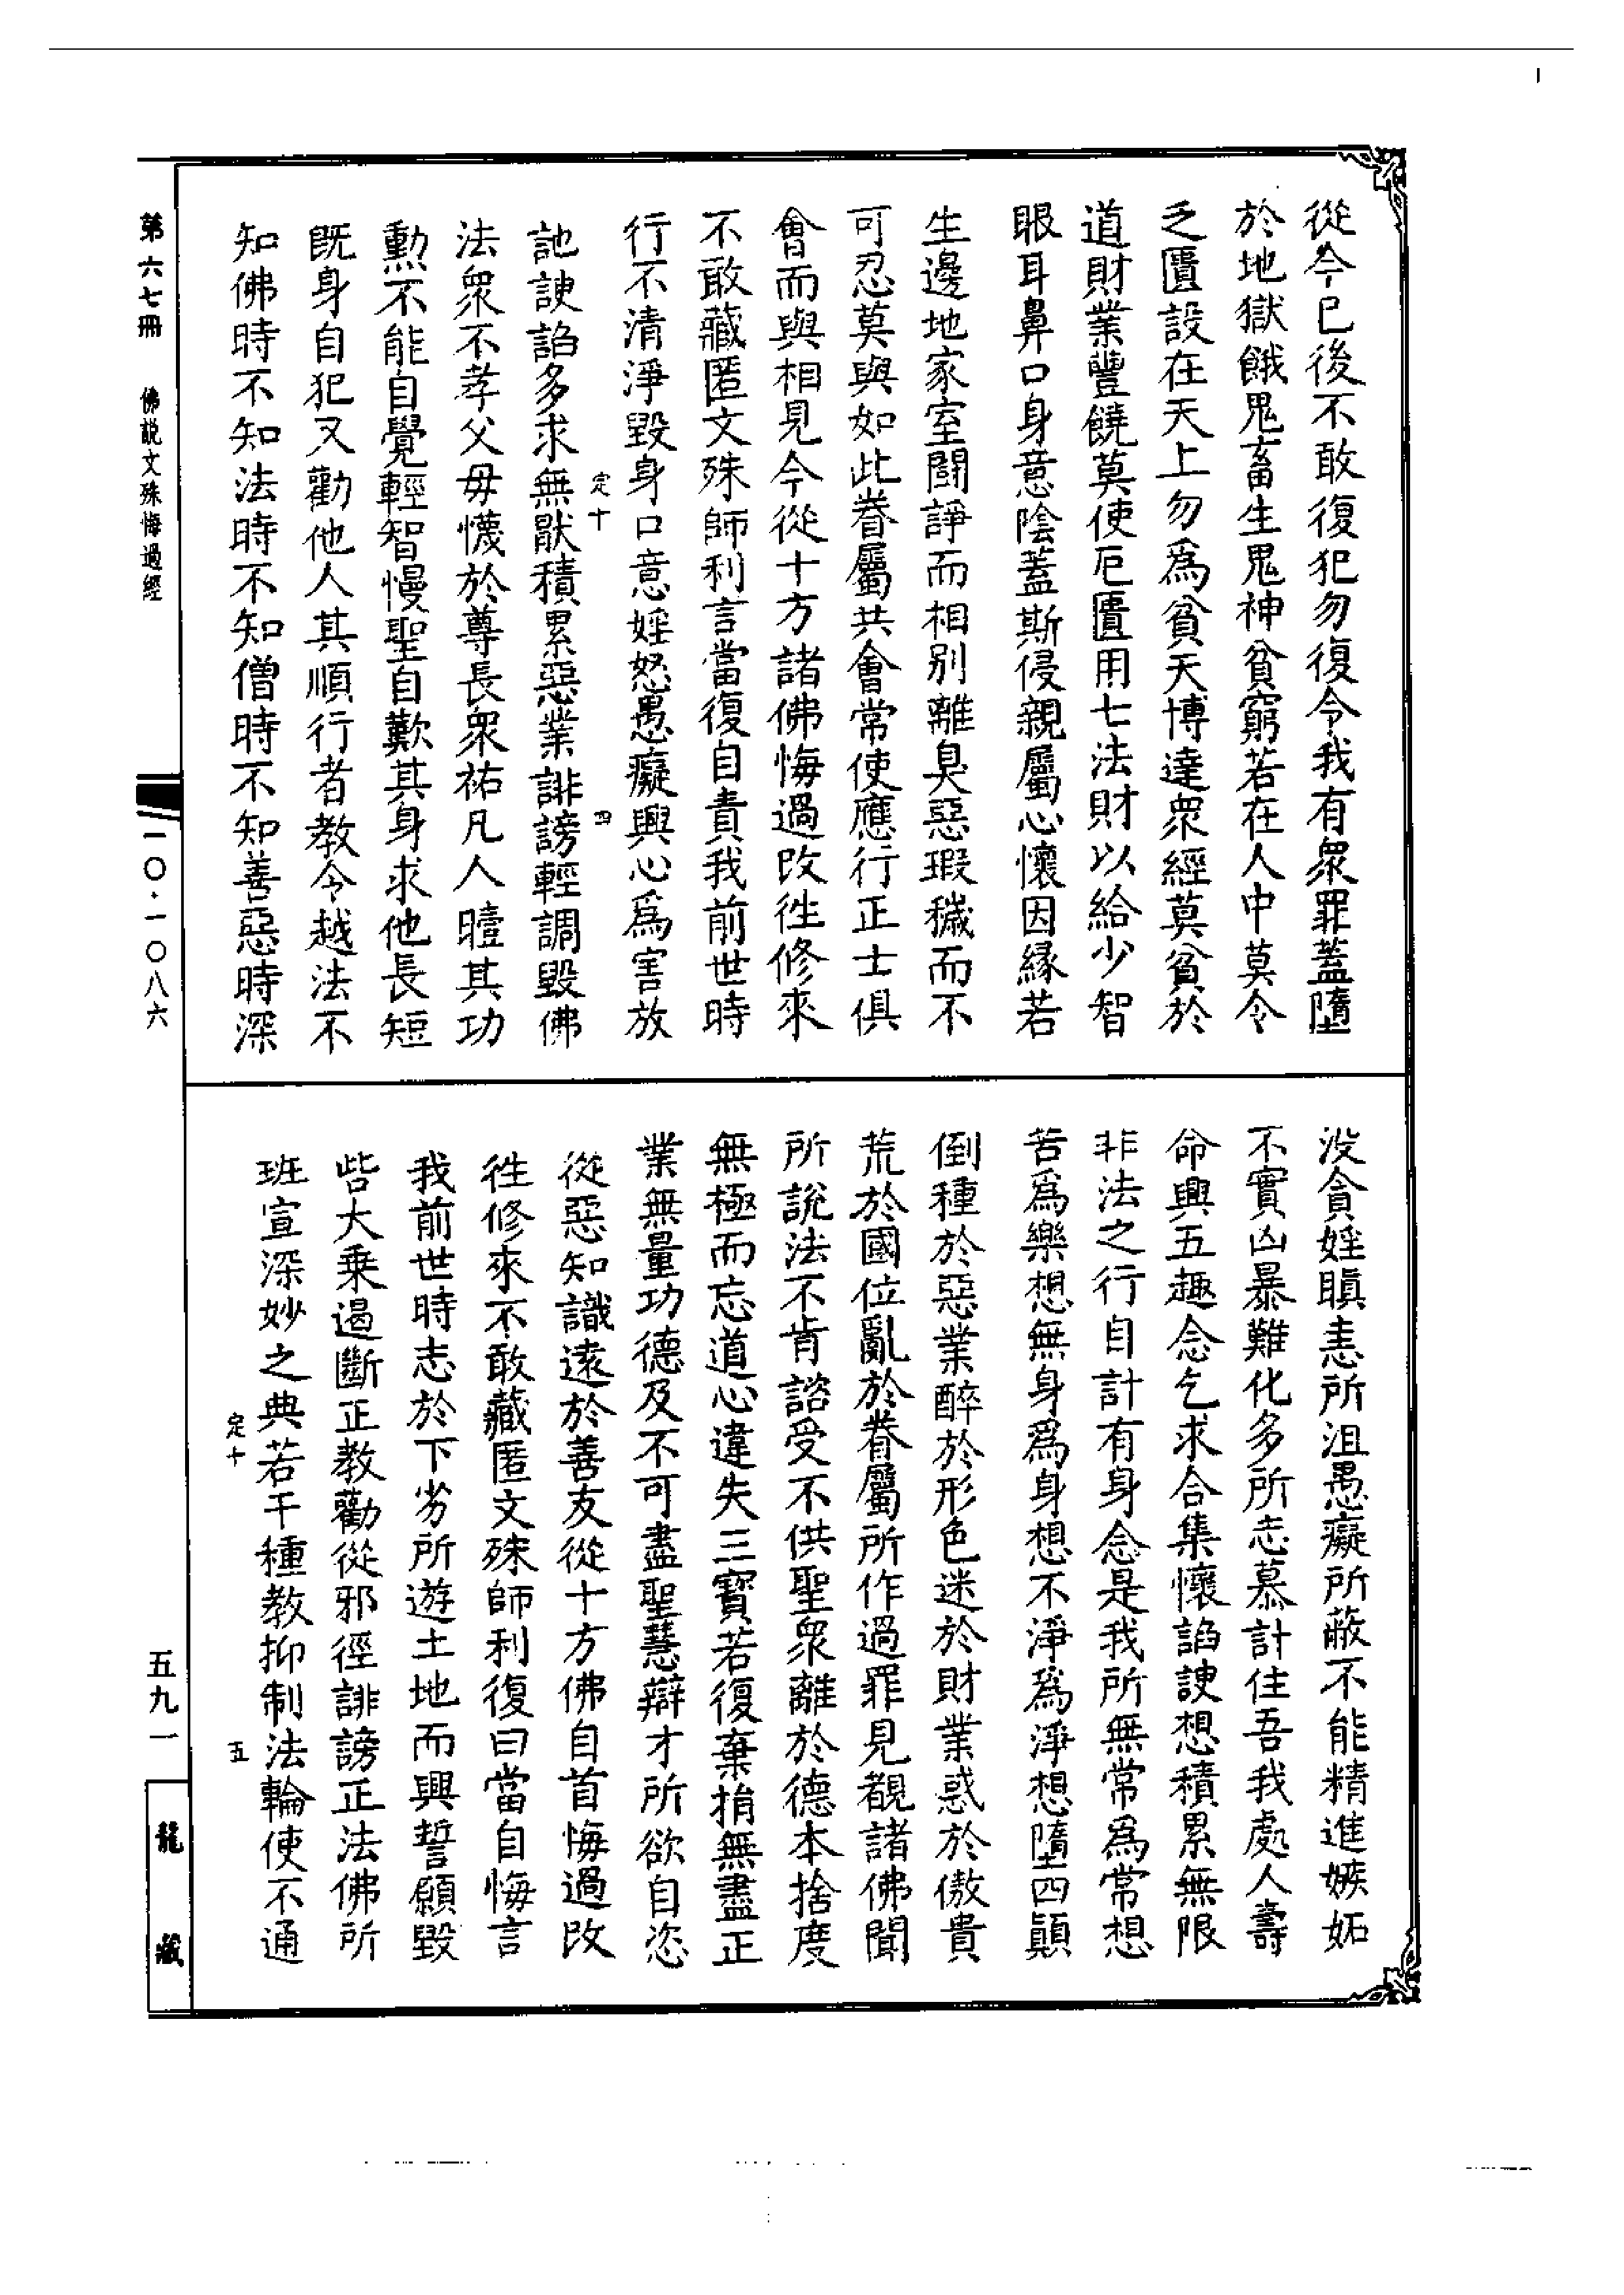 從今已後不敢復犯勿復令我有眾罪蓋墮
於地獄餓鬼畜生鬼神貧窮若在人中莫令
乏匱設在天上勿為貧天博達眾經莫貧於
道財業豐饒莫使厄匱用七法財以給少智
眼耳鼻口身意陰蓋斯侵親屬心懷因緣若
生邊地家室鬪諍而相別離臭惡瑕穢而不
可忍莫與如此眷屬共會常使應行正士俱
會而與相見今從十方諸佛悔過改徃修來
不敢藏匿文殊師利言當復自責我前世時
行不清淨毀身口意婬怒愚癡興心為害放
定十 四
訑諛諂多求無猒積累惡業誹謗輕調毀佛
法眾不孝父母懱於尊長眾祐凡人曀其功
勳不能自覺輕智慢聖自歎其身求他長短
既身自犯又勸他人其順行者教令越法不
知佛時不知法時不知僧時不知善惡時深
沒貪婬瞋恚所沮愚癡所蔽不能精進嫉妬
不實凶暴難化多所志慕計住吾我處人壽
命興五趣念乞求合集懷諂諛想積累無限
非法之行自計有身念是我所無常為常想
苦為樂想無身為身想不淨為淨想墮四顛
倒種於惡業醉於形色迷於財業惑於傲貴
荒於國位亂於眷屬所作過罪見覩諸佛聞
所說法不肯諮受不供聖眾離於德本捨度
無極而忘道心違失三寶若復棄捐無盡正
業無量功德及不可盡聖慧辯才所欲自恣
從惡知識遠於善友從十方佛自首悔過改
徃修來不敢藏匿文殊師利復曰當自悔言
我前世時志於下劣所遊土地而興誓願毀
呰大乗遏斷正教勸從邪徑誹謗正法佛所
班宣深妙之典若干種教抑制法輪使不通
定十 五
第六七冊 佛說文殊悔過經
一〇·一〇八六
五九一
龍藏